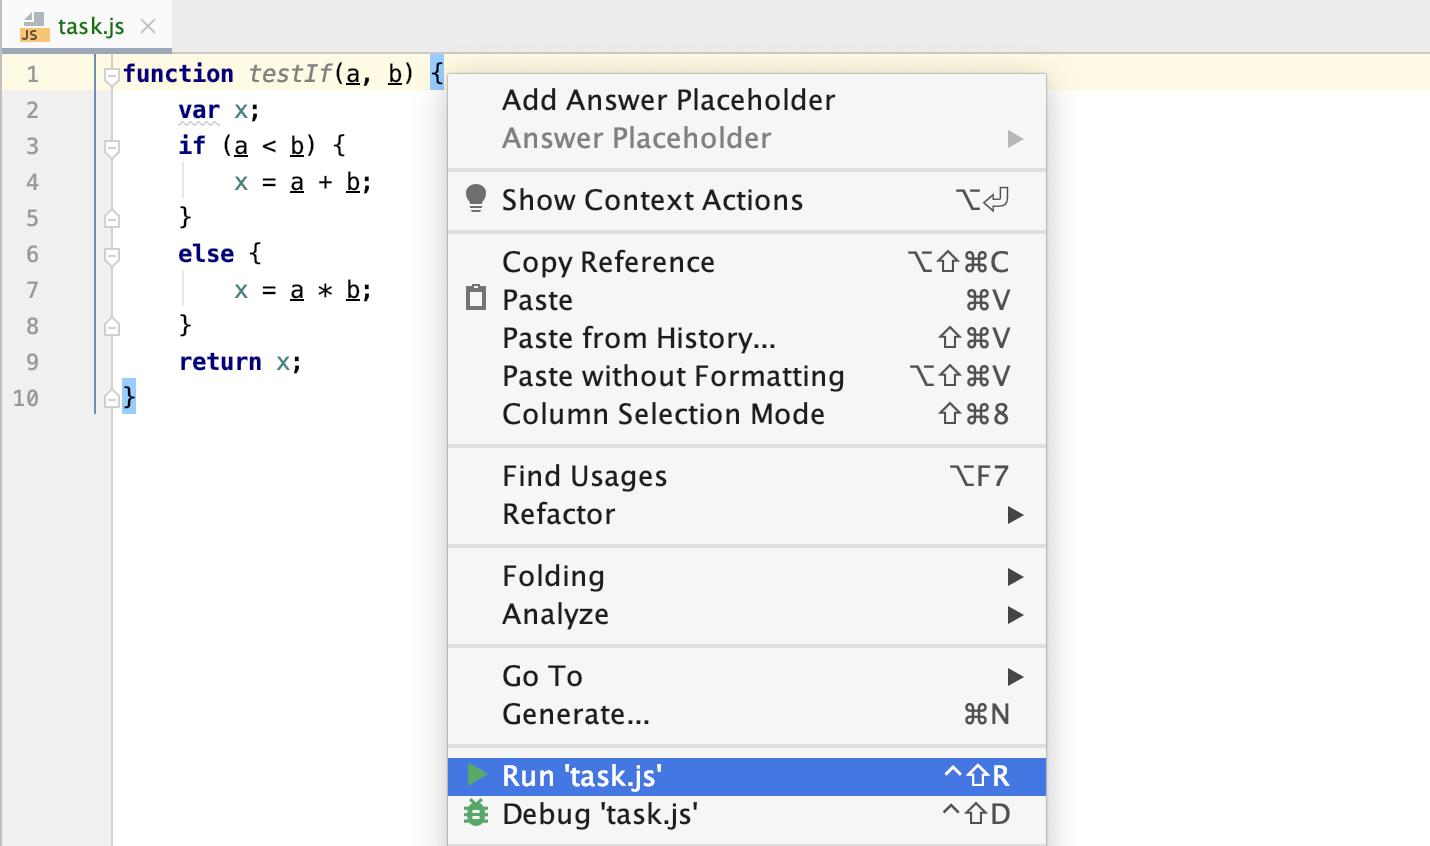 JS task.js
1 function testIf(a, b) {
2 var x;
3 if (a < b) {
4 x = a + b;
5 }
6 else {
7 x = a * b;
8 }
9 return x;
10 }
Add Answer Placeholder
Answer Placeholder
Show Context Actions ⌥⏎
Copy Reference ⌥⇧⌘C
Paste ⌘V
Paste from History... ⇧⌘V
Paste without Formatting ⌥⇧⌘V
Column Selection Mode ⇧⌘8
Find Usages ⌥F7
Refactor
Folding
Analyze
Go To
Generate... ⌘N
Run 'task.js' ^⇧R
Debug 'task.js' ^⇧D